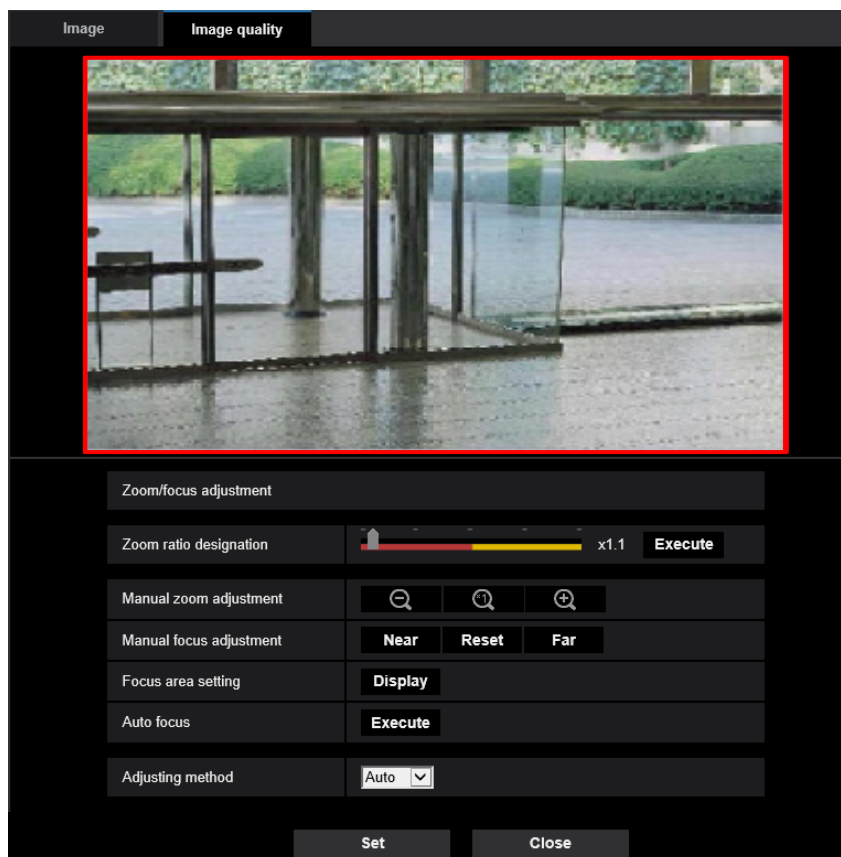 Image Image quality
Zoom/focus adjustment
Zoom ratio designation x1.1 Execute
Manual zoom adjustment ×1
Manual focus adjustment Near Reset Far
Focus area setting Display
Auto focus Execute
Adjusting method Auto
Set Close